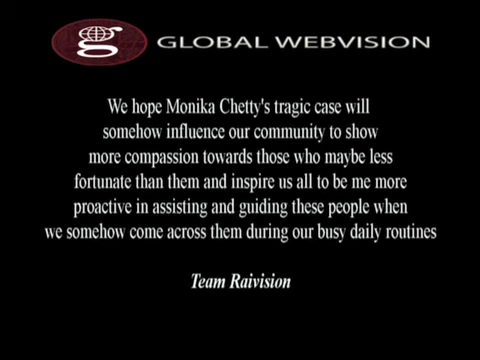 g GLOBAL WEBVISION
We hope Monika Chetty's tragic case will
somehow influence our community to show
more compassion towards those who maybe less
fortunate than them and inspire us all to be me more
proactive in assisting and guiding these people when
we somehow come across them during our busy daily routines
Team Raivision